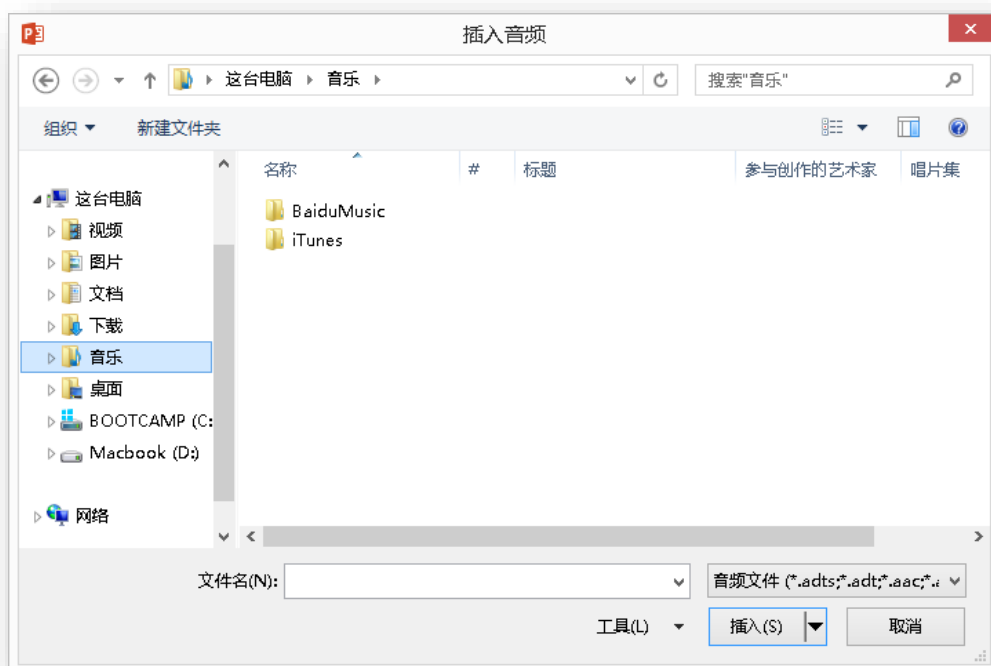 插入音频
这台电脑 音乐 搜索"音乐"
组织 新建文件夹
名称 # 标题 参与创作的艺术家 唱片集
这台电脑
视频
图片
文档
下载
音乐
桌面
BOOTCAMP (C:
Macbook (D:)
网络
BaiduMusic
iTunes
文件名(N): 音频文件 (*.adts;*.adt;*.aac;*.a
工具(L) 插入(S) 取消